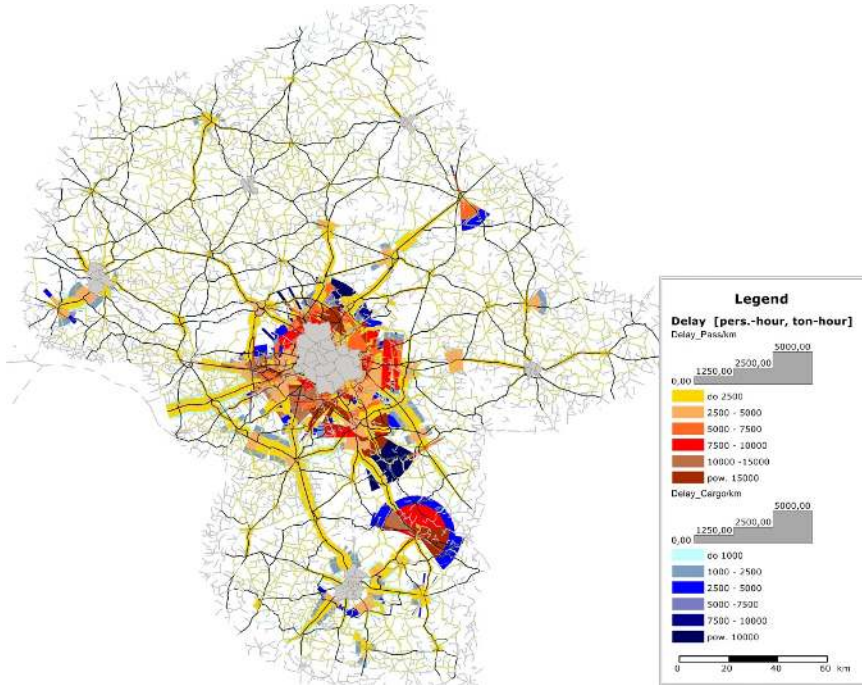 Legend
Delay [pers.-hour, ton-hour]
Delay_Pass/km
5000,00
2500,00
1250,00
0,00
do 2500
2500 - 5000
5000 - 7500
7500 - 10000
10000 -15000
pow. 15000
Delay_Cargo/km
5000,00
2500,00
1250,00
0,00
do 1000
1000 - 2500
2500 - 5000
5000 -7500
7500 - 10000
pow. 10000
0 20 40 60
km